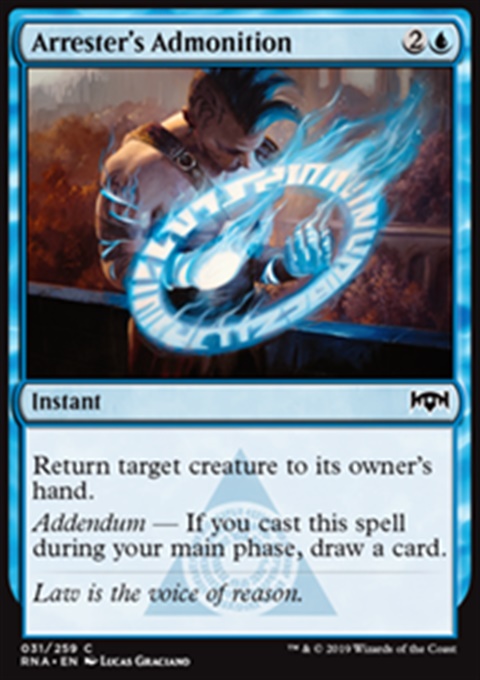 Arrester's Admonition 2
Instant
Return target creature to its owner's
hand.
Addendum — If you cast this spell
during your main phase, draw a card.
Law is the voice of reason.
031/259 C
RNA • EN Lucas Graciano
™ & © 2019 Wizards of the Coast